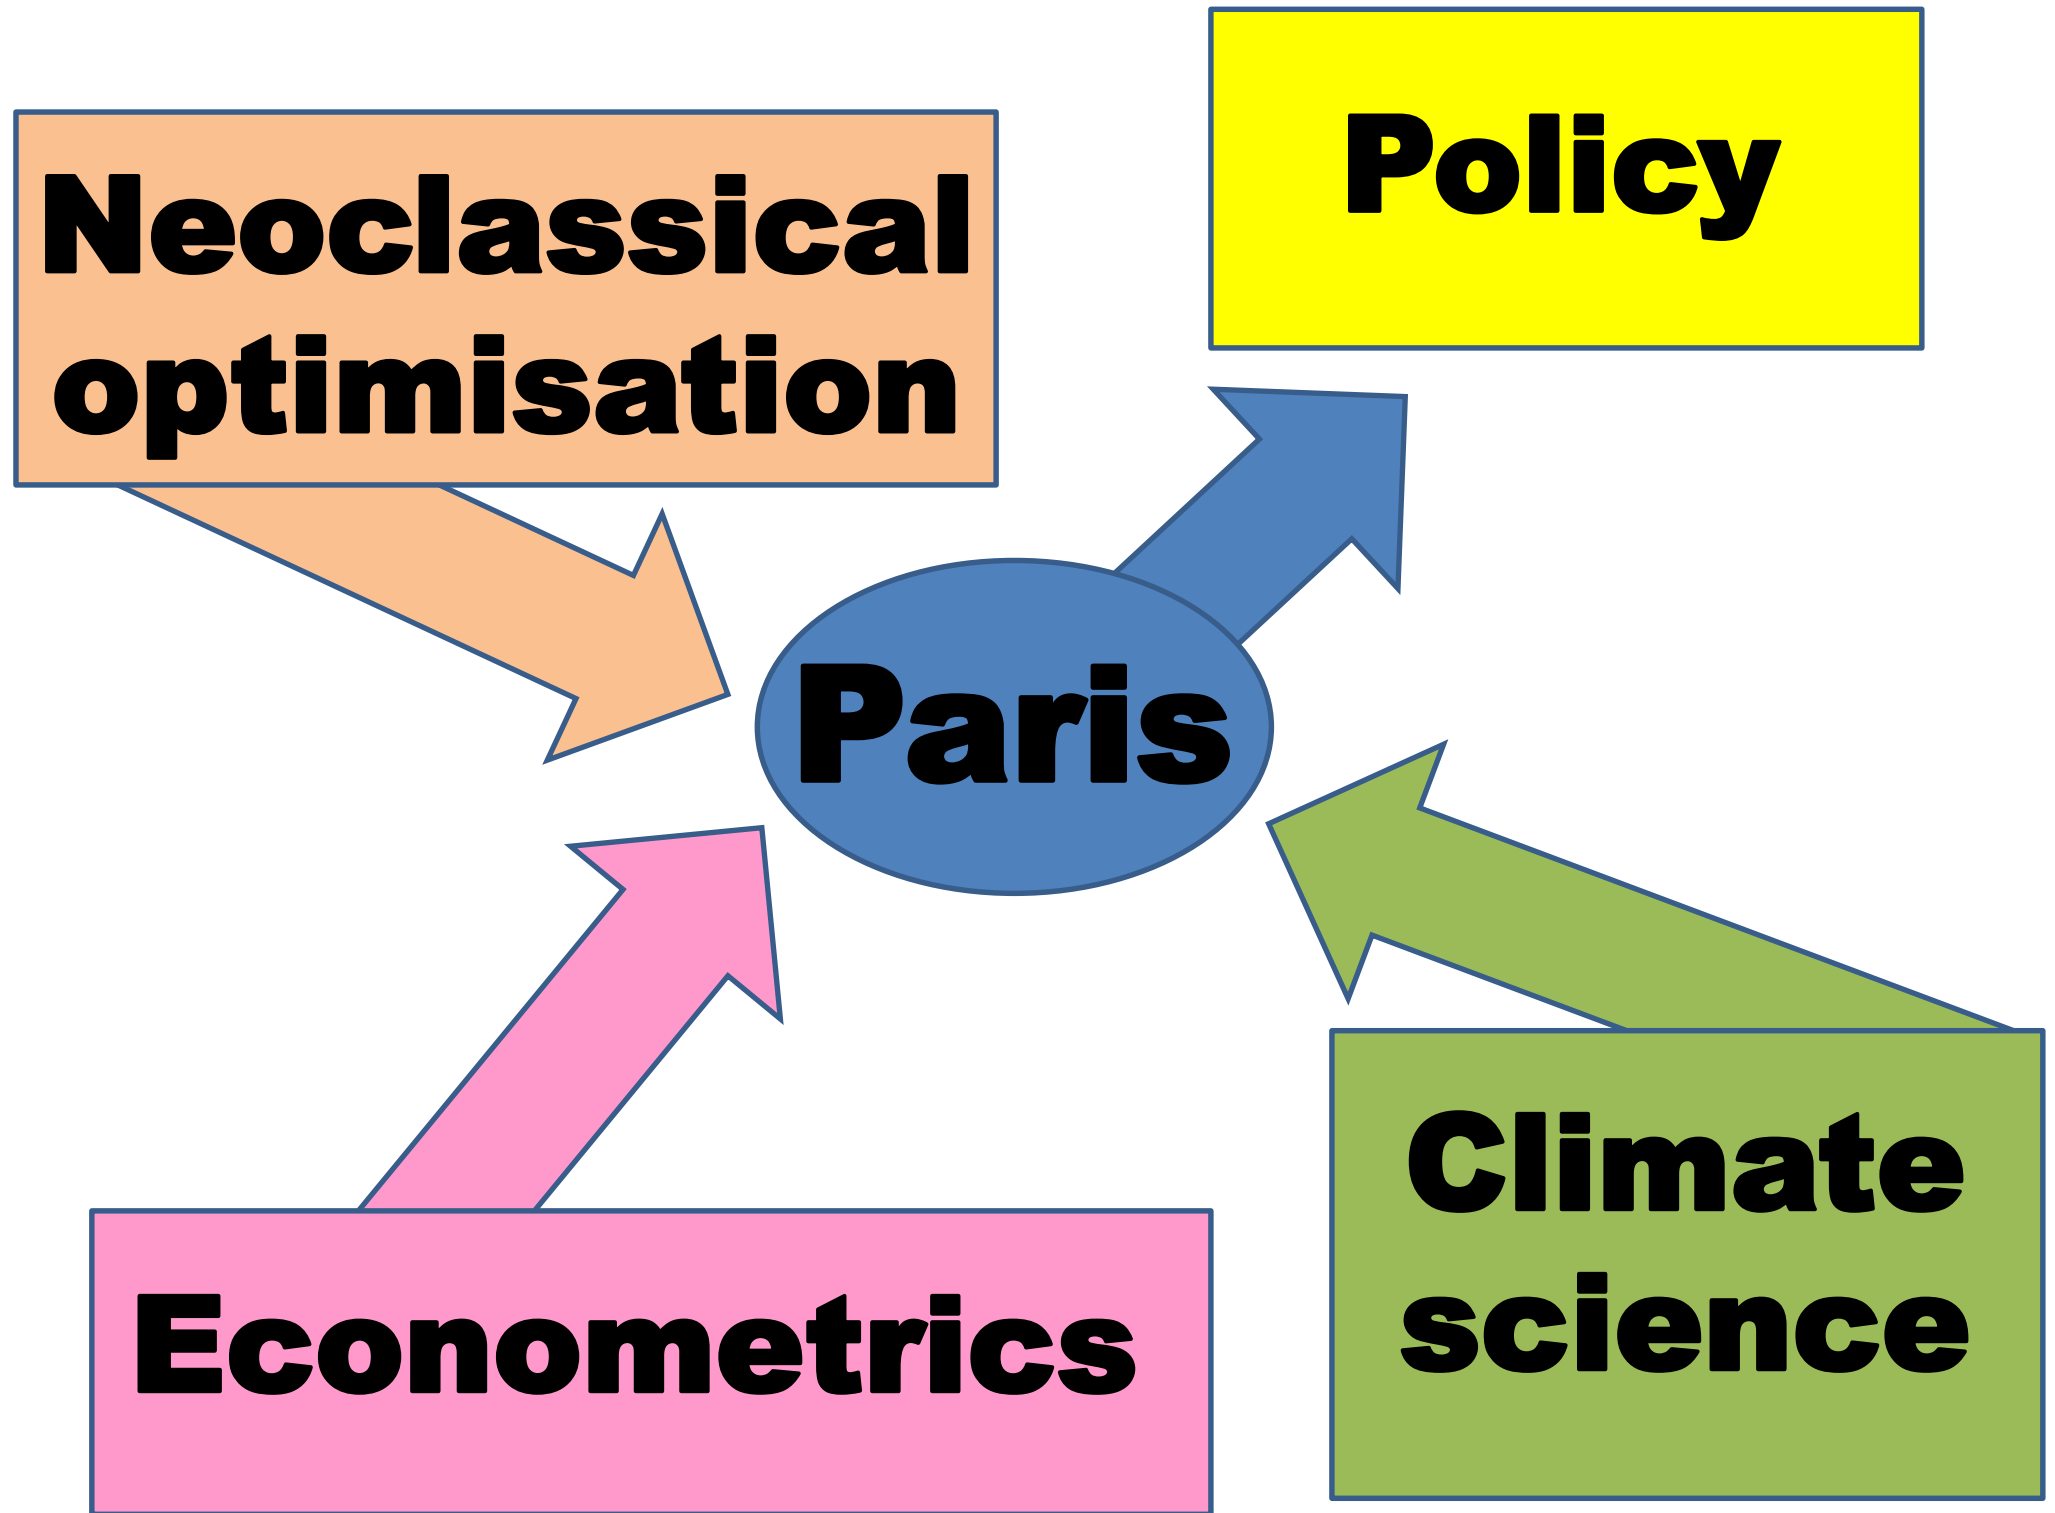 Neoclassical
optimisation
Policy
Paris
Econometrics
Climate
science